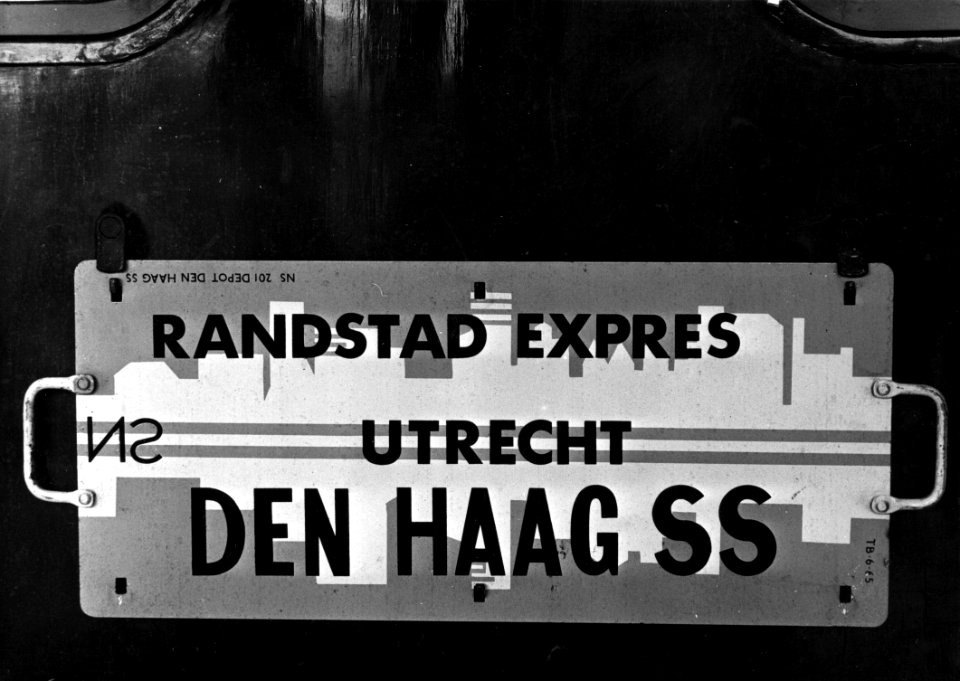 NS 201 DEPOT DEN HAAG SS
RANDSTAD EXPRES
NS
UTRECHT
DEN HAAG SS
TB-6-65